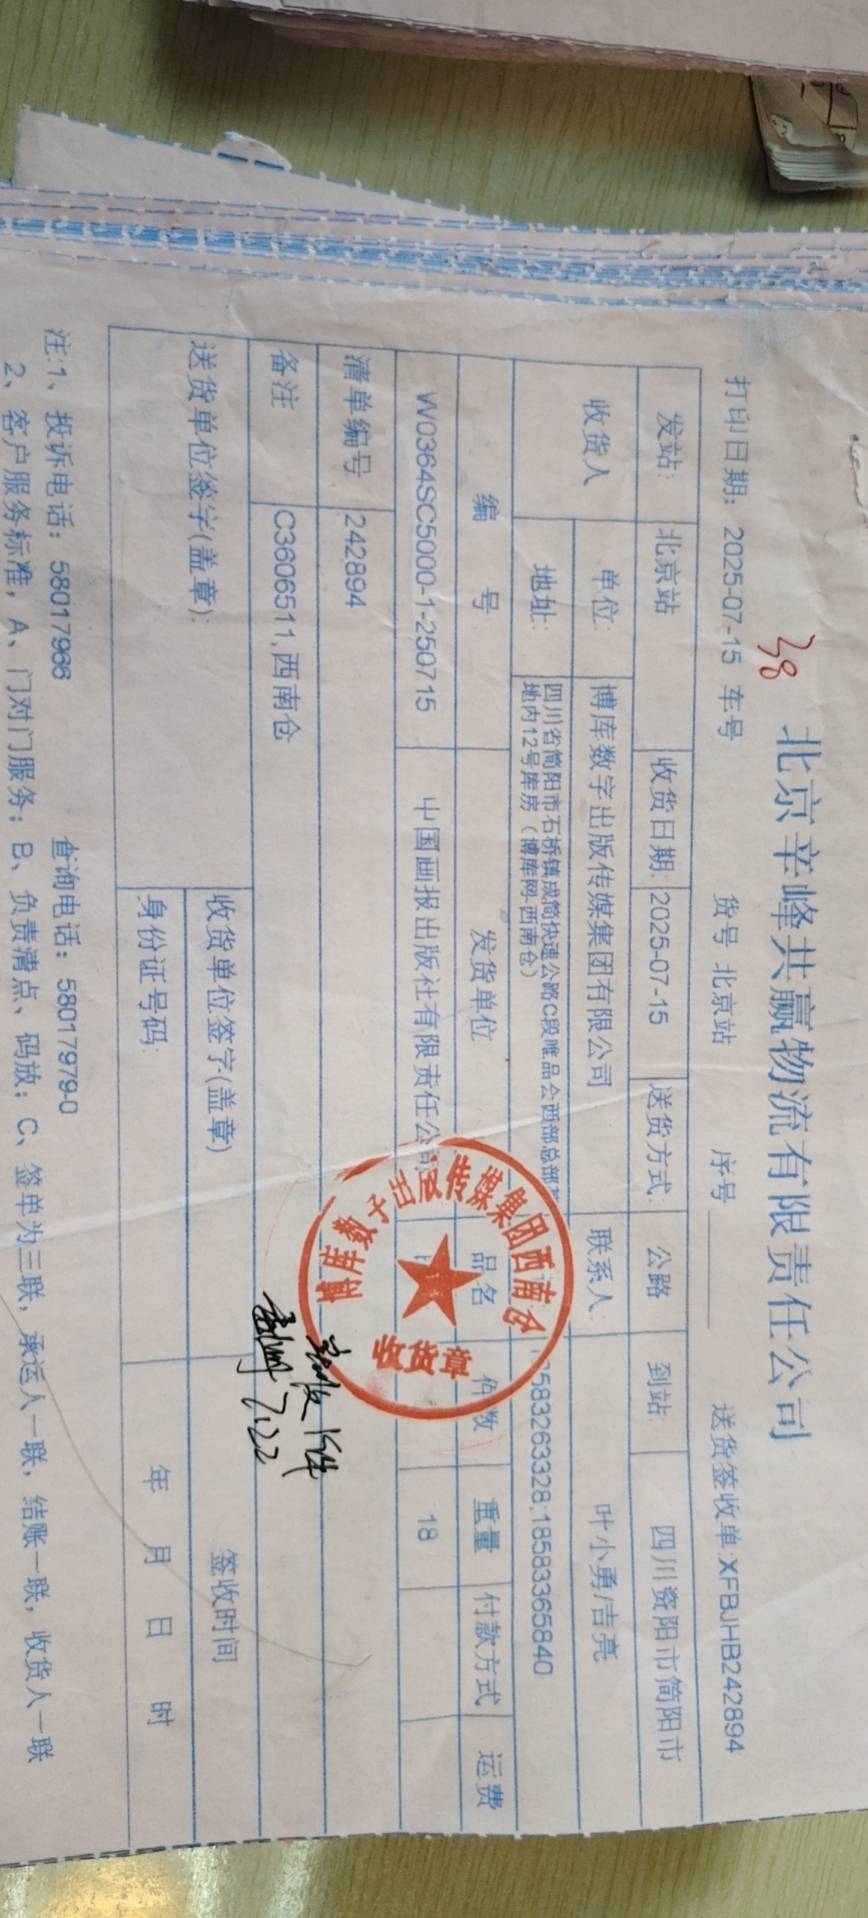 北京辛峰共赢物流有限责任公司
38
打印日期: 2025-07-15 车号 货号 北京站 序号 送货签收单:XFBJHB242894
发站: 北京站 收货日期: 2025-07-15 送货方式: 公路 到站: 四川资阳市简阳市
收货人 单位: 博库数字出版传媒集团有限公司 联系人: 叶小勇/吉亮
地址: 四川省简阳市石桥镇成简快速公路C段唯品会西部总部
地内12号库房（博库网-西南仓） 583263328;18583365840
编号 发货单位 品名 件数 重量 付款方式 运费
W0364SC5000-1-250715 中国画报出版社有限责任公司 18
清单编号 242894
备注 C3606511,西南仓
博库数字出版传媒集团西南仓
收货章
7.22
送货单位签字(盖章): 收货单位签字(盖章) 签收时间
身份证号码: 年 月 日 时
注:1、投诉电话: 58017966 查询电话: 58017979-0
2、客户服务标准, A、门对门服务; B、负责清点、码放; C、签单为三联, 承运人一联, 结账一联, 收货人一联